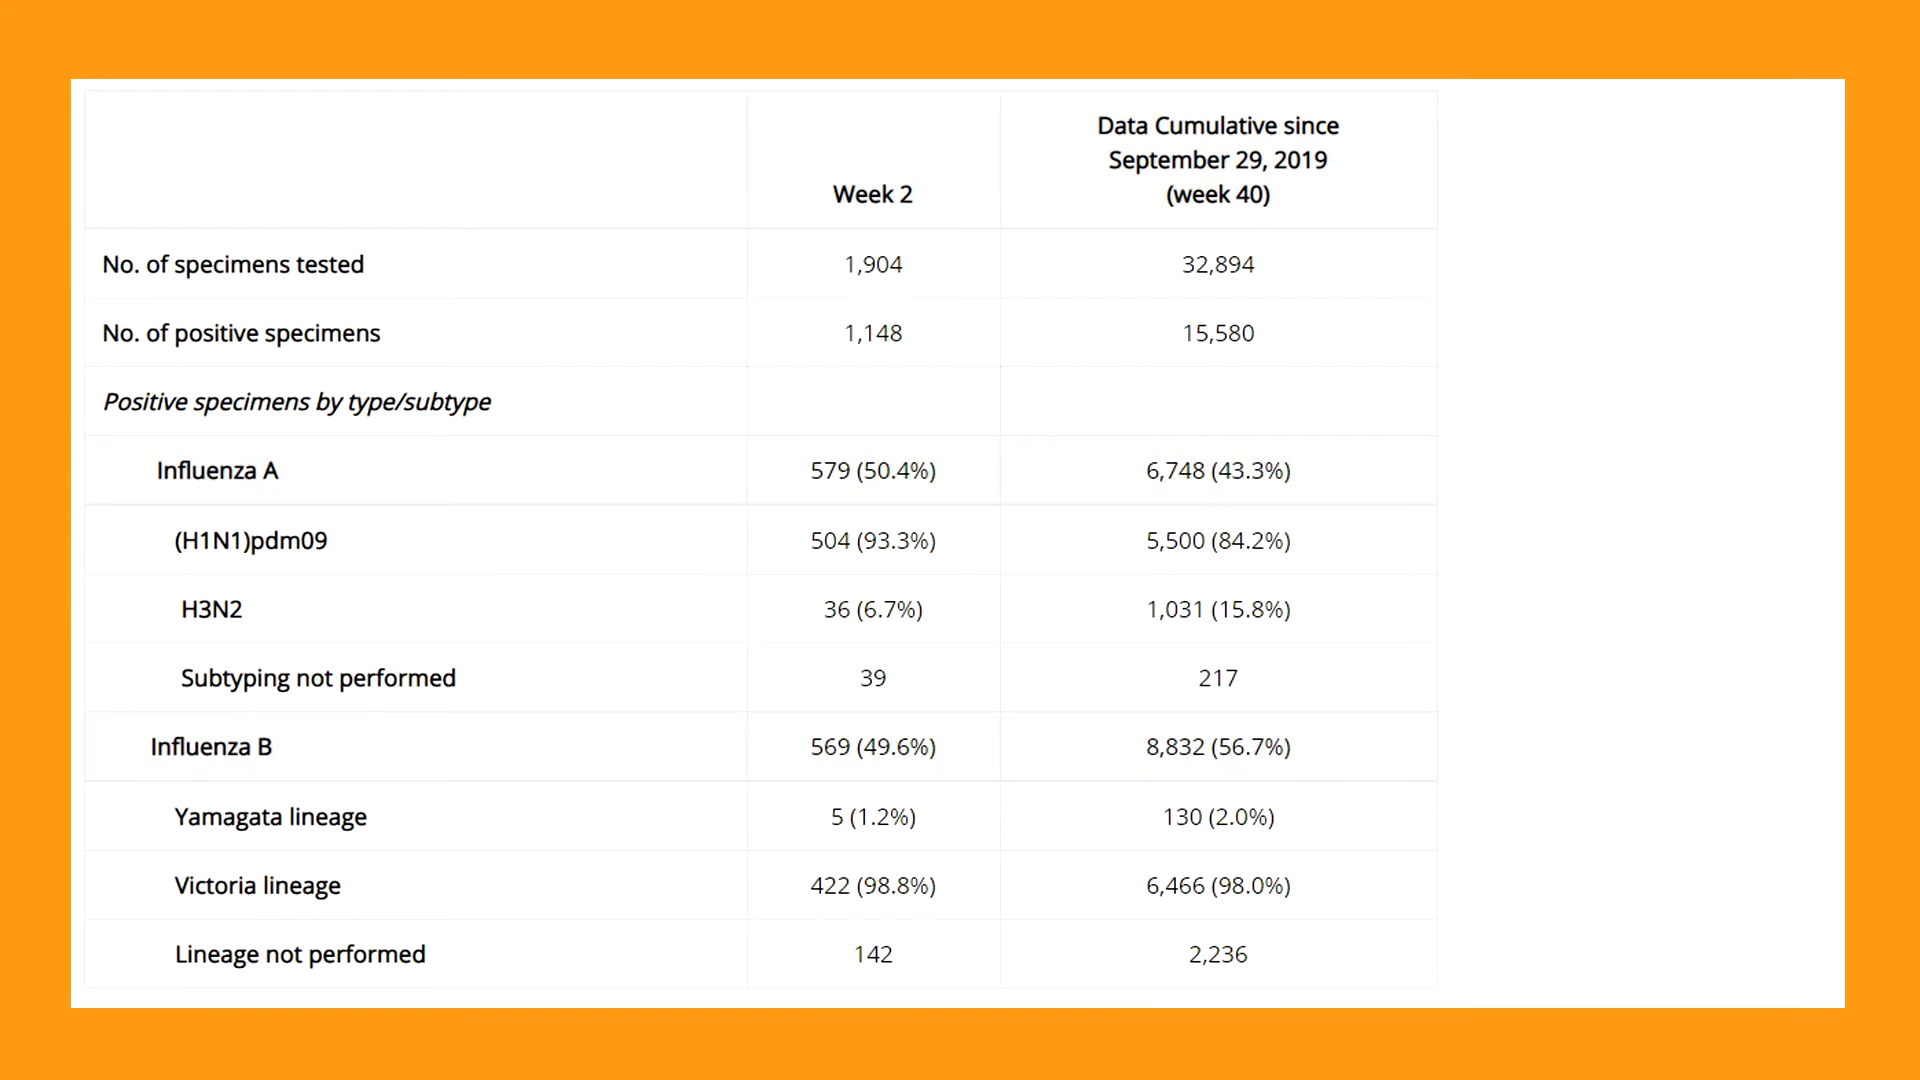 Data Cumulative since
September 29, 2019
Week 2 (week 40)
No. of specimens tested 1,904 32,894
No. of positive specimens 1,148 15,580
Positive specimens by type/subtype
Influenza A 579 (50.4%) 6,748 (43.3%)
(H1N1)pdm09 504 (93.3%) 5,500 (84.2%)
H3N2 36 (6.7%) 1,031 (15.8%)
Subtyping not performed 39 217
Influenza B 569 (49.6%) 8,832 (56.7%)
Yamagata lineage 5 (1.2%) 130 (2.0%)
Victoria lineage 422 (98.8%) 6,466 (98.0%)
Lineage not performed 142 2,236